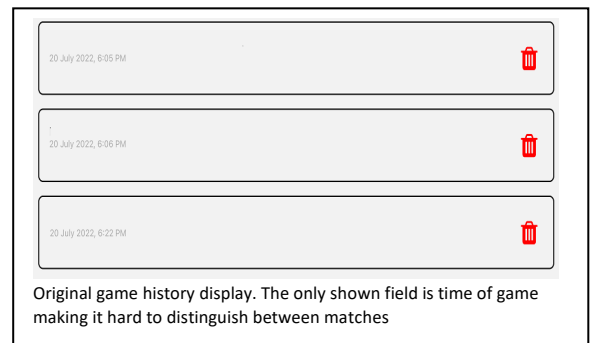 20 July 2022, 6:05 PM
20 July 2022, 6:06 PM
20 July 2022, 6:22 PM
Original game history display. The only shown field is time of game
making it hard to distinguish between matches